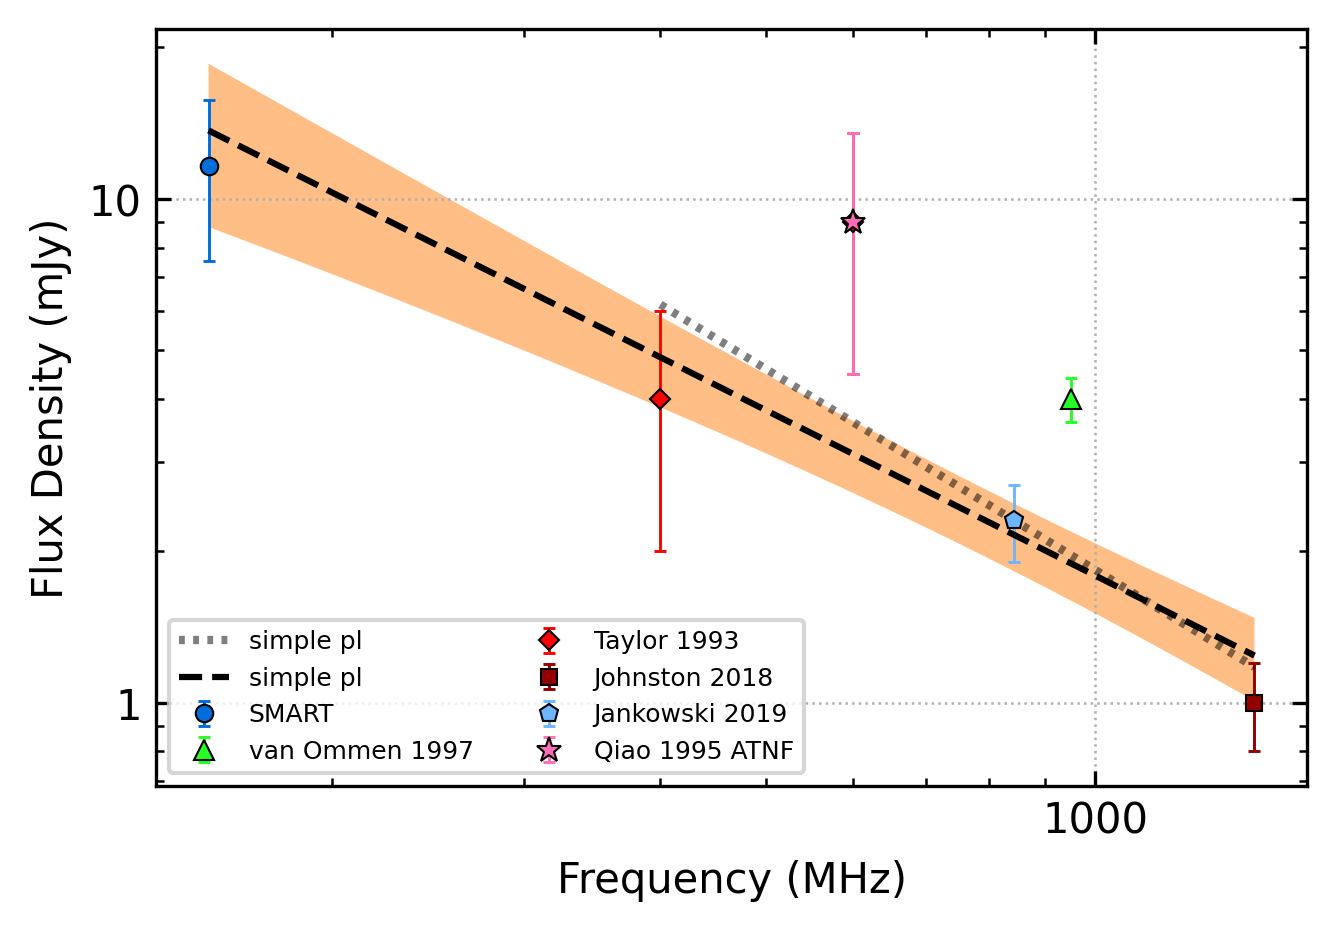 10
1
Flux Density (mJy)
simple pl
simple pl
SMART
van Ommen 1997
Taylor 1993
Johnston 2018
Jankowski 2019
Qiao 1995 ATNF
1000
Frequency (MHz)